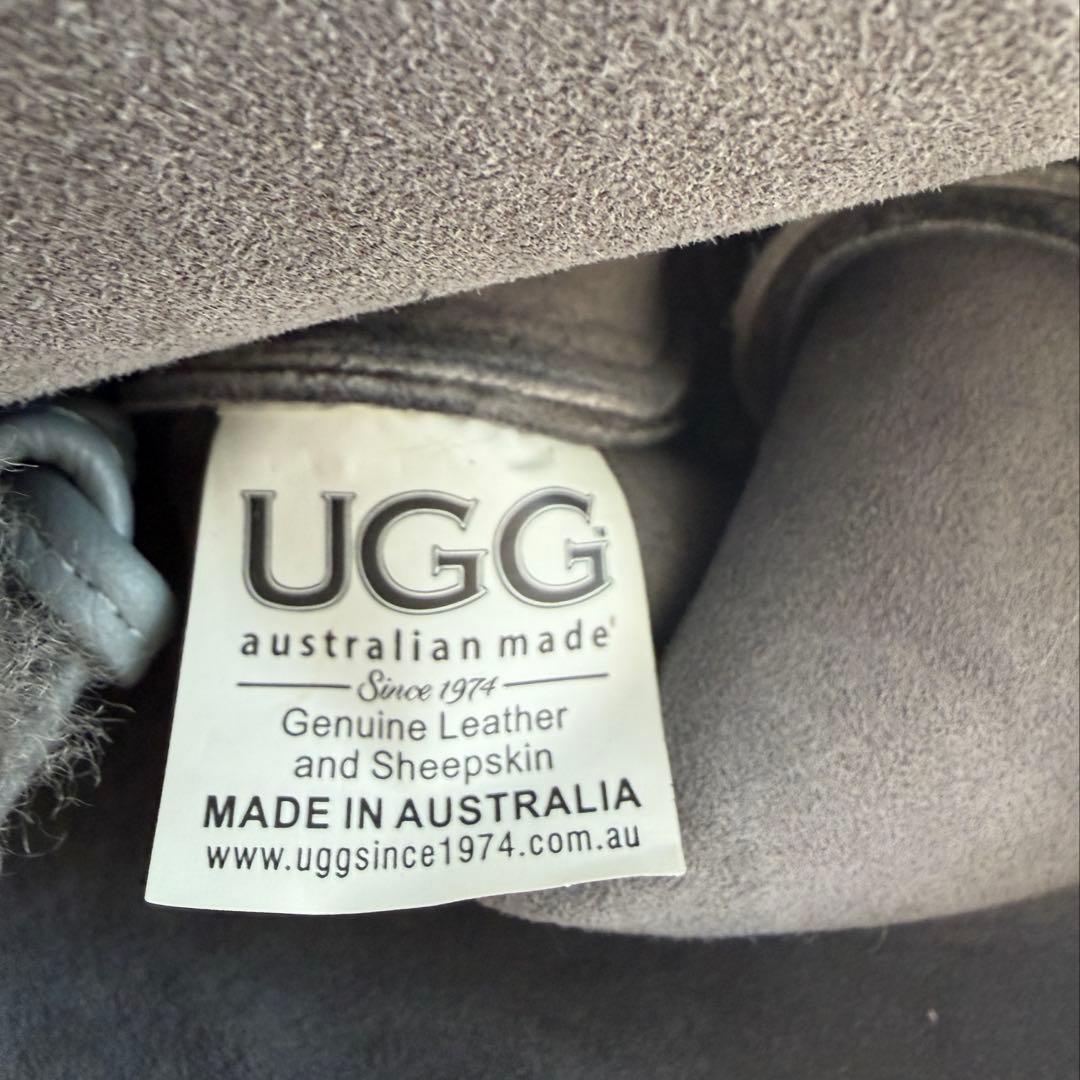 UGG
australian made
Since 1974
Genuine Leather
and Sheepskin
MADE IN AUSTRALIA
www.uggsince1974.com.au